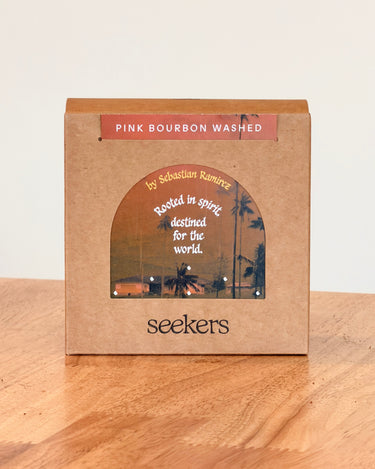 PINK BOURBON WASHED
by Sebastian Ramirez
Rooted in spirit,
destined
for the
world.
seekers